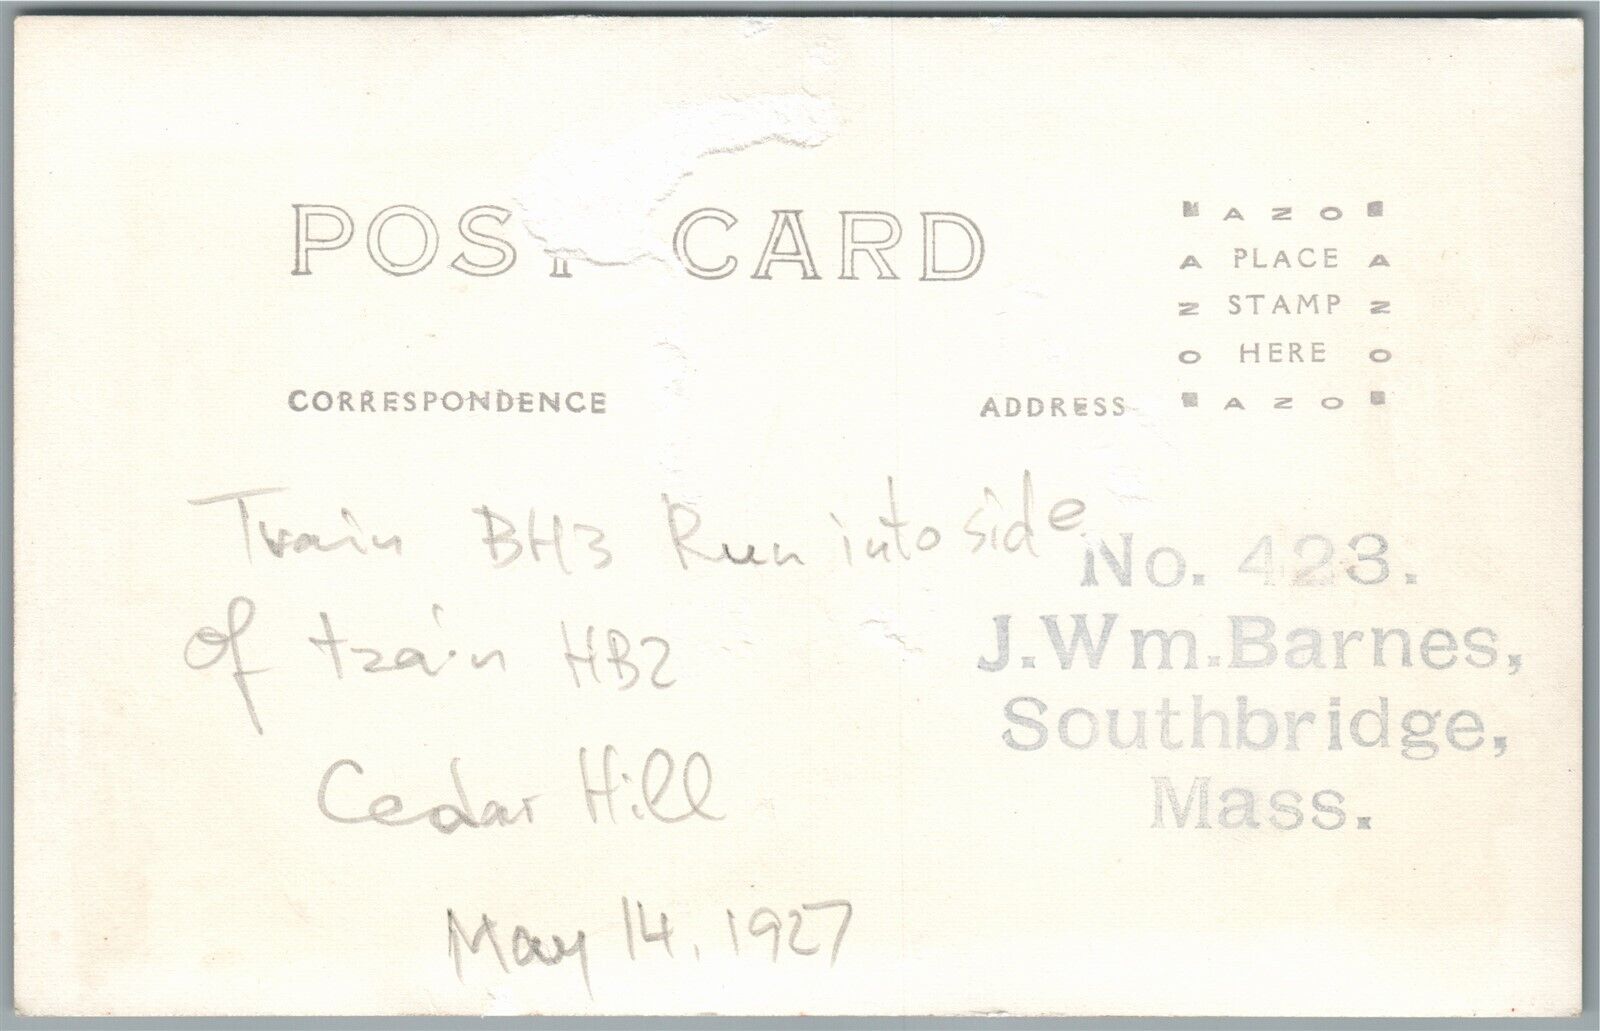 POST CARD
AZO
A PLACE A
Z STAMP Z
O HERE O
AZO
CORRESPONDENCE
ADDRESS
Train BH3 Run into side
of train HB2
Cedar Hill
May 14, 1927
No. 423.
J. Wm. Barnes,
Southbridge,
Mass.